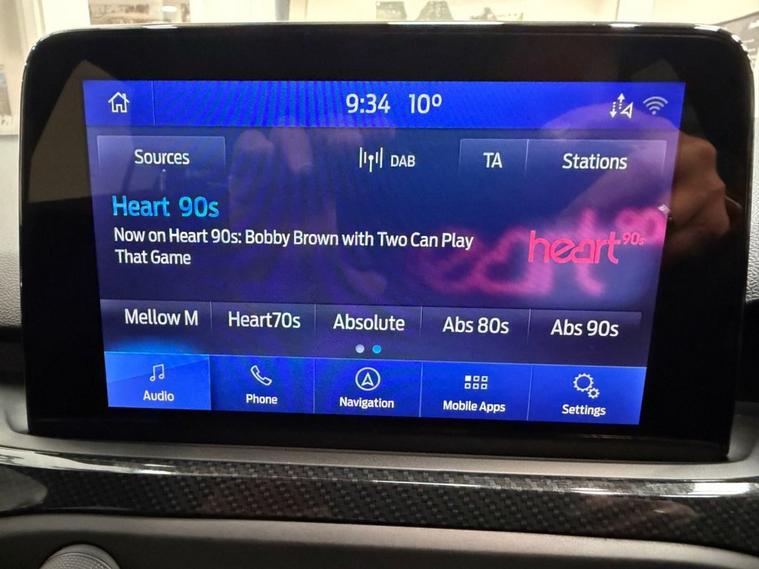 9:34 10º
Sources
DAB
TA
Stations
Heart 90s
Now on Heart 90s: Bobby Brown with Two Can Play
That Game
heart 90s
Mellow M
Heart70s
Absolute
Abs 80s
Abs 90s
Audio
Phone
Navigation
Mobile Apps
Settings